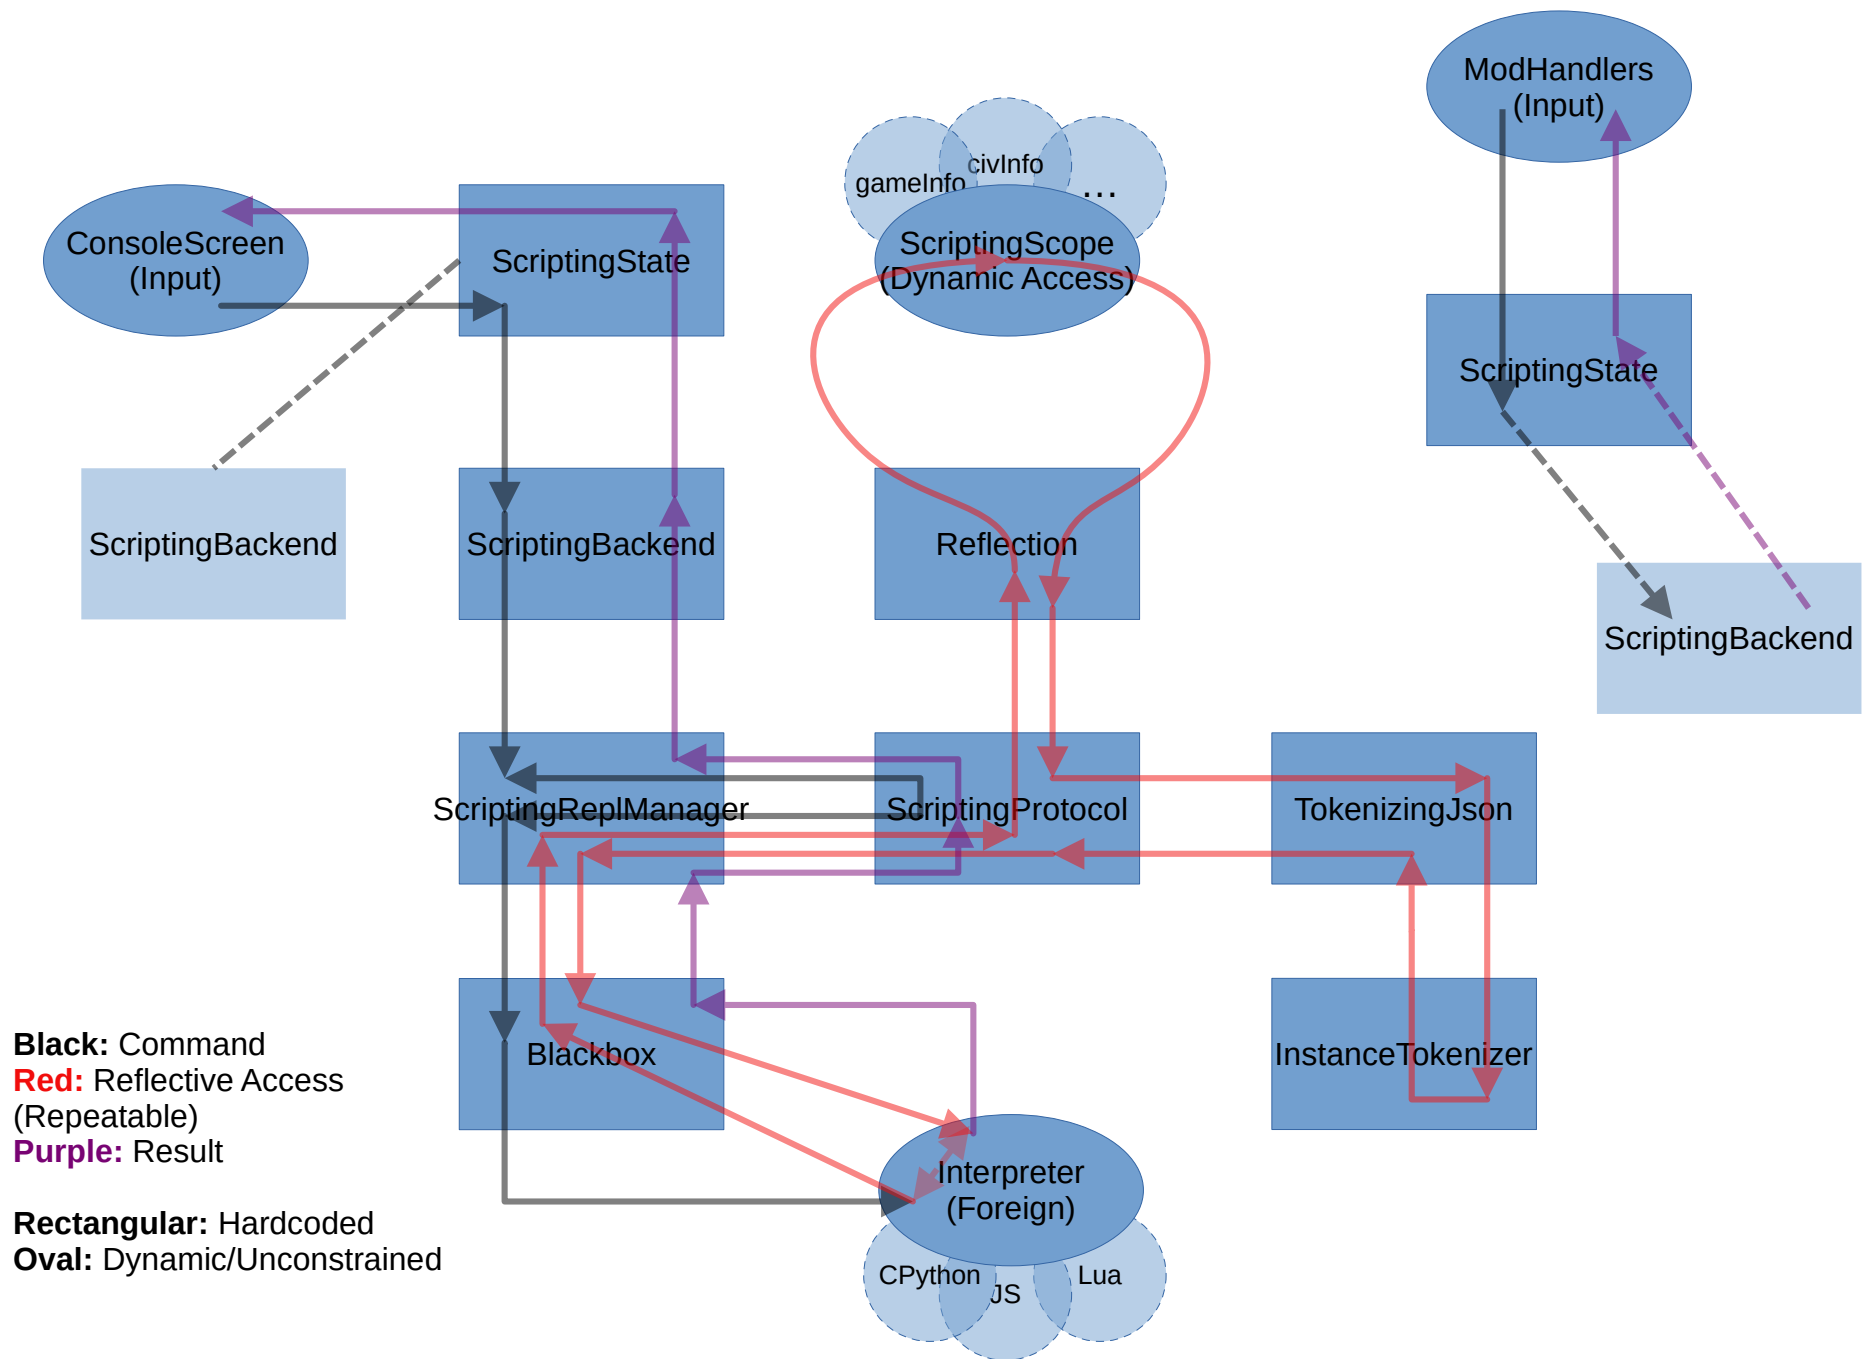 ModHandlers
(Input)
civInfo
gameInfo
...
ConsoleScreen
(Input)
ScriptingState
ScriptingScope
(Dynamic Access)
ScriptingState
ScriptingBackend
ScriptingBackend
Reflection
ScriptingBackend
ScriptingReplManager
ScriptingProtocol
TokenizingJson
Blackbox
InstanceTokenizer
Black: Command
Red: Reflective Access
(Repeatable)
Purple: Result
Interpreter
(Foreign)
Rectangular: Hardcoded
Oval: Dynamic/Unconstrained
CPython
JS
Lua